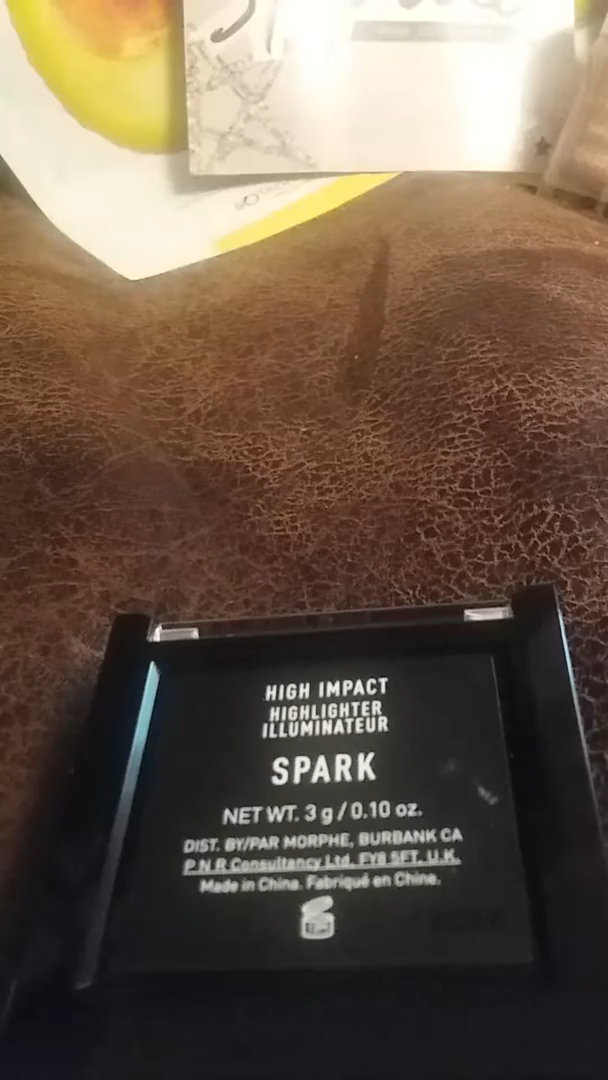 HIGH IMPACT
HIGHLIGHTER
ILLUMINATEUR
SPARK
NET WT. 3 g / 0.10 oz.
DIST. BY/PAR MORPHE, BURBANK CA
P N R Consultancy Ltd. FY8 5FT, U.K.
Made in China. Fabriqué en Chine.